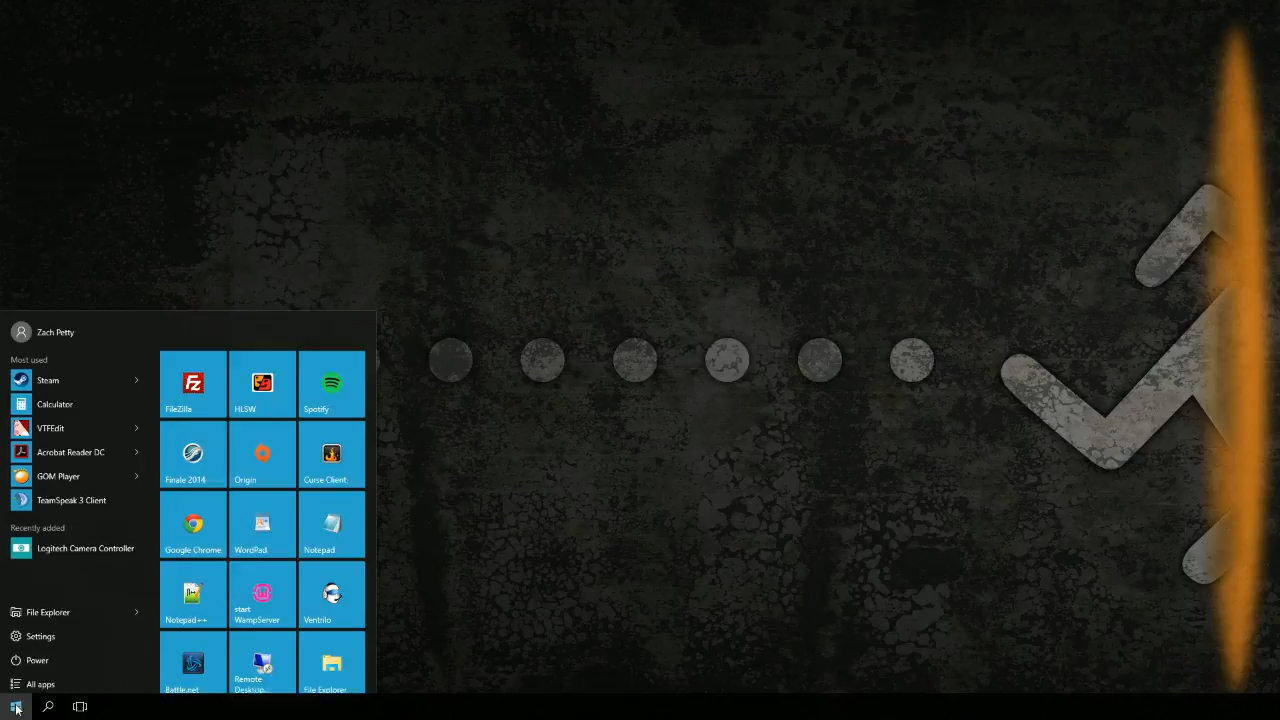 Zach Petty
Most used
Steam
Calculator
VTFEdit
Acrobat Reader DC
GOM Player
TeamSpeak 3 Client
Recently added
Logitech Camera Controller
File Explorer
Settings
Power
All apps
FileZilla
HLSW
Spotify
Finale 2014
Origin
Curse Client
Google Chrome
WordPad
Notepad
Notepad++
start
WampServer
Ventrilo
Battle.net
Remote
Desktop...
File Explorer